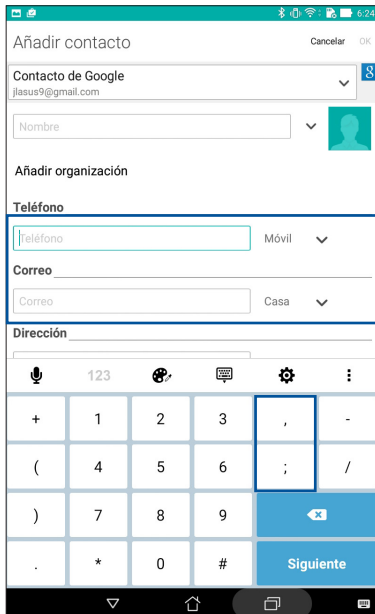 6:24
Añadir contacto Cancelar OK
Contacto de Google 8
jlasus9@gmail.com
Nombre
Añadir organización
Teléfono
Teléfono Móvil
Correo
Correo Casa
Dirección
123
+ 1 2 3 , -
( 4 5 6 ; /
) 7 8 9
. * 0 # Siguiente